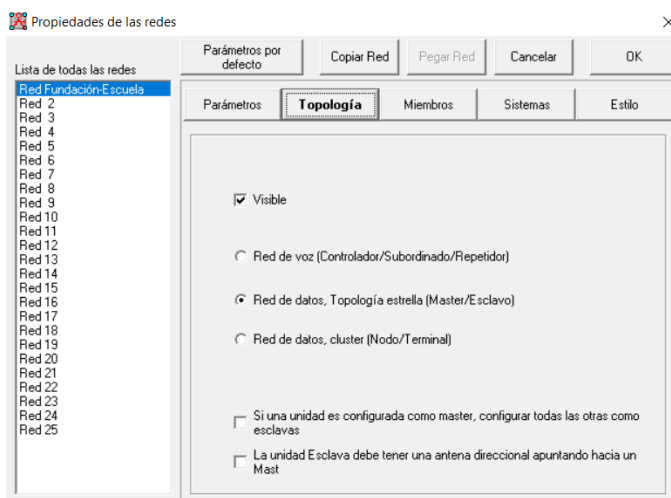 Propiedades de las redes
Lista de todas las redes
Parámetros por
defecto
Copiar Red
Pegar Red
Cancelar
OK
Red Fundación-Escuela
Red 2
Red 3
Red 4
Red 5
Red 6
Red 7
Red 8
Red 9
Red 10
Red 11
Red 12
Red 13
Red 14
Red 15
Red 16
Red 17
Red 18
Red 19
Red 20
Red 21
Red 22
Red 23
Red 24
Red 25
Parámetros
Topología
Miembros
Sistemas
Estilo
Visible
Red de voz (Controlador/Subordinado/Repetidor)
Red de datos, Topología estrella (Master/Esclavo)
Red de datos, cluster (Nodo/Terminal)
Si una unidad es configurada como master, configurar todas las otras como
esclavas
La unidad Esclava debe tener una antena direccional apuntando hacia un
Mast